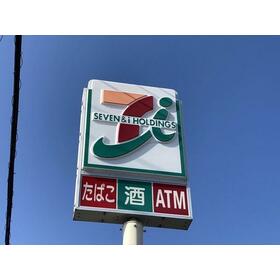 SEVEN & i HOLDINGS
たばこ 酒 ATM